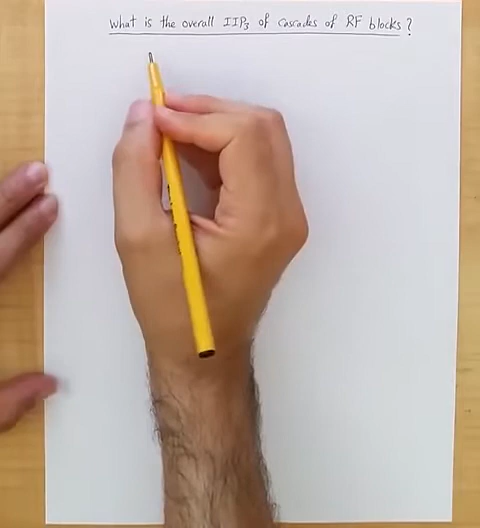 What is the overall IIP3 of cascades of RF blocks?